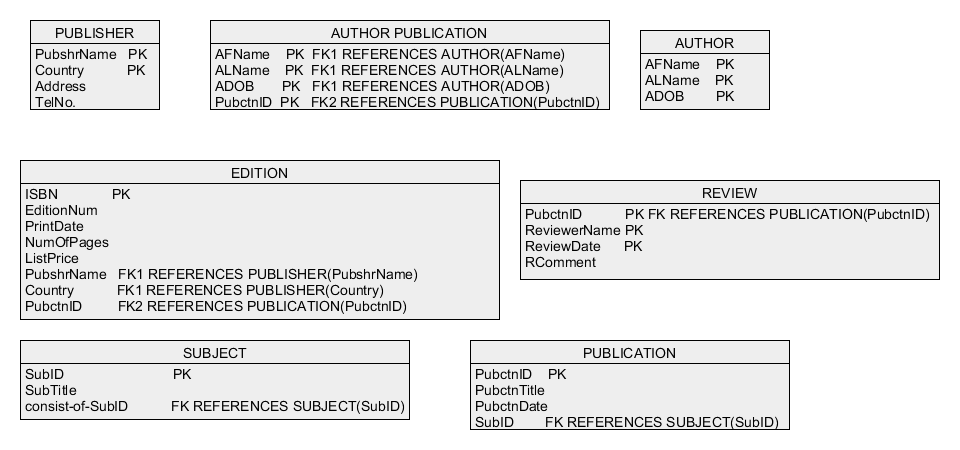 PUBLISHER
PubshrName PK
Country PK
Address
TelNo.
AUTHOR PUBLICATION
AFName PK FK1 REFERENCES AUTHOR(AFName)
ALName PK FK1 REFERENCES AUTHOR(ALName)
ADOB PK FK1 REFERENCES AUTHOR(ADOB)
PubctnID PK FK2 REFERENCES PUBLICATION(PubctnID)
AUTHOR
AFName PK
ALName PK
ADOB PK
EDITION
ISBN PK
EditionNum
PrintDate
NumOfPages
ListPrice
PubshrName FK1 REFERENCES PUBLISHER(PubshrName)
Country FK1 REFERENCES PUBLISHER(Country)
PubctnID FK2 REFERENCES PUBLICATION(PubctnID)
REVIEW
PubctnID PK FK REFERENCES PUBLICATION(PubctnID)
ReviewerName PK
ReviewDate PK
RComment
SUBJECT
SubID PK
SubTitle
consist-of-SubID FK REFERENCES SUBJECT(SubID)
PUBLICATION
PubctnID PK
PubctnTitle
PubctnDate
SubID FK REFERENCES SUBJECT(SubID)